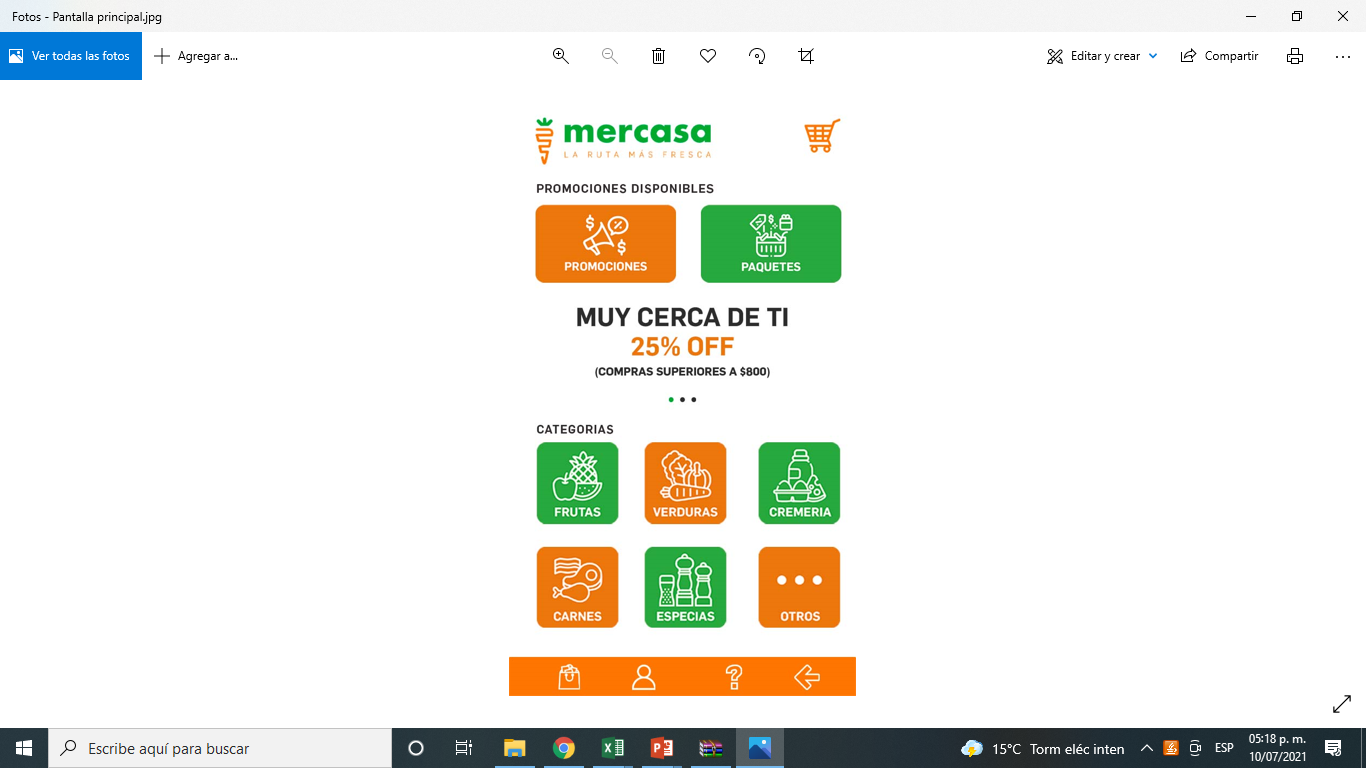 Fotos - Pantalla principal.jpg
Ver todas las fotos
Agregar a...
Editar y crear
Compartir
mercasa
LA RUTA MÁS FRESCA
PROMOCIONES DISPONIBLES
PROMOCIONES
PAQUETES
MUY CERCA DE TI
25% OFF
(COMPRAS SUPERIORES A $800)
CATEGORIAS
FRUTAS
VERDURAS
CREMERIA
CARNES
ESPECIAS
OTROS
Escribe aquí para buscar
15°C Torm eléc inten
ESP
05:18 p. m.
10/07/2021